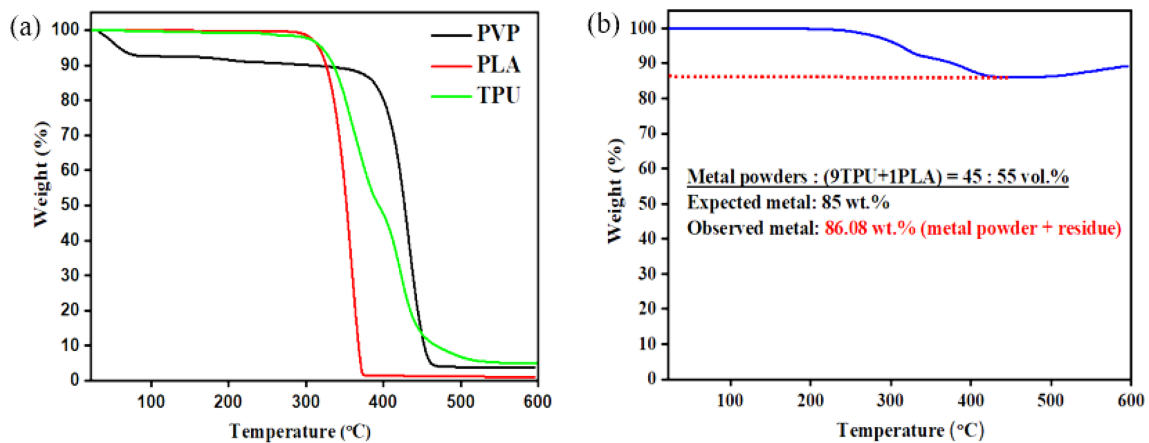 (a)
PVP
PLA
TPU
Weight (%)
100
90
80
70
60
50
40
30
20
10
0
100
200
300
400
500
600
Temperature (°C)
(b)
Metal powders : (9TPU+1PLA) = 45 : 55 vol.%
Expected metal: 85 wt.%
Observed metal: 86.08 wt.% (metal powder + residue)
Weight (%)
100
90
80
70
60
50
40
30
20
10
0
100
200
300
400
500
600
Temperature (°C)